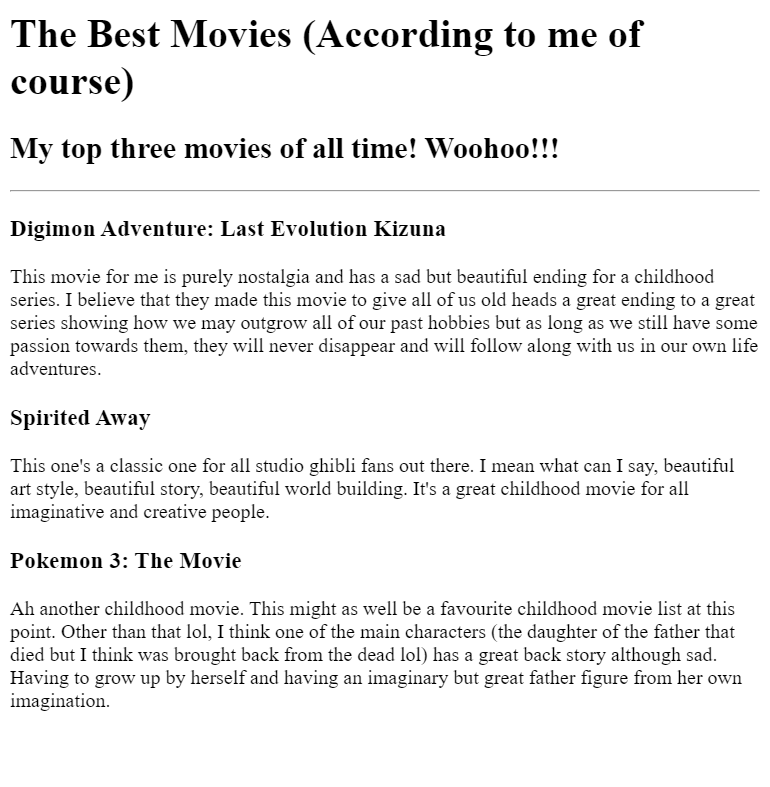 The Best Movies (According to me of
course)
My top three movies of all time! Woohoo!!!
Digimon Adventure: Last Evolution Kizuna
This movie for me is purely nostalgia and has a sad but beautiful ending for a childhood
series. I believe that they made this movie to give all of us old heads a great ending to a great
series showing how we may outgrow all of our past hobbies but as long as we still have some
passion towards them, they will never disappear and will follow along with us in our own life
adventures.
Spirited Away
This one's a classic one for all studio ghibli fans out there. I mean what can I say, beautiful
art style, beautiful story, beautiful world building. It's a great childhood movie for all
imaginative and creative people.
Pokemon 3: The Movie
Ah another childhood movie. This might as well be a favourite childhood movie list at this
point. Other than that lol, I think one of the main characters (the daughter of the father that
died but I think was brought back from the dead lol) has a great back story although sad.
Having to grow up by herself and having an imaginary but great father figure from her own
imagination.